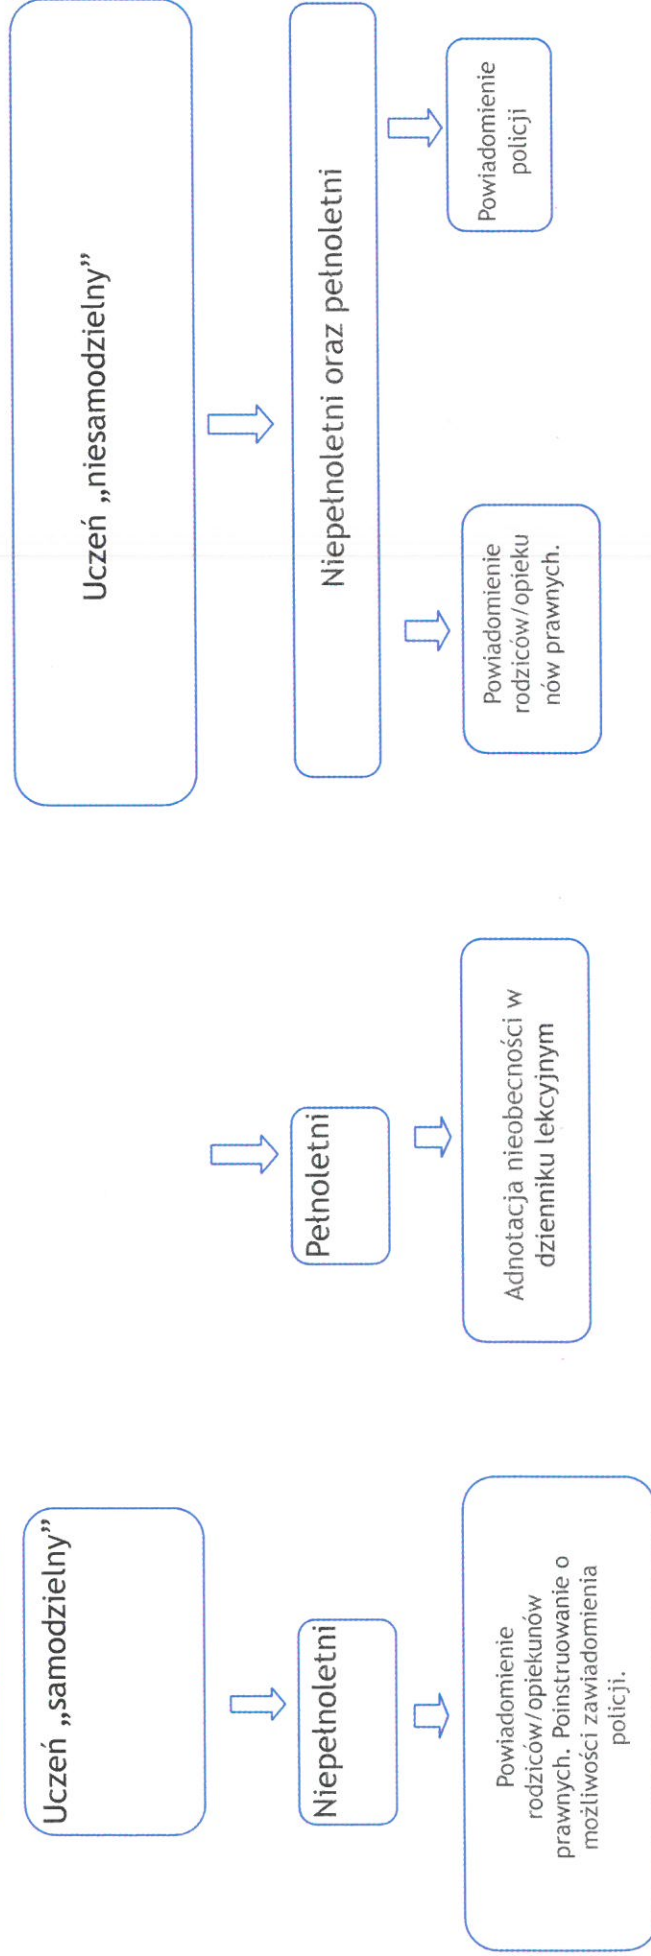 Uczeń „samodzielny”
Niepełnoletni
Powiadomienie
rodziców/opiekunów
prawnych. Poinstruowanie o
możliwości zawiadomienia
policji.
Pełnoletni
Adnotacja nieobecności w
dzienniku lekcyjnym
Uczeń „niesamodzielny”
Niepełnoletni oraz pełnoletni
Powiadomienie
rodziców/opieku
nów prawnych.
Powiadomienie
policji